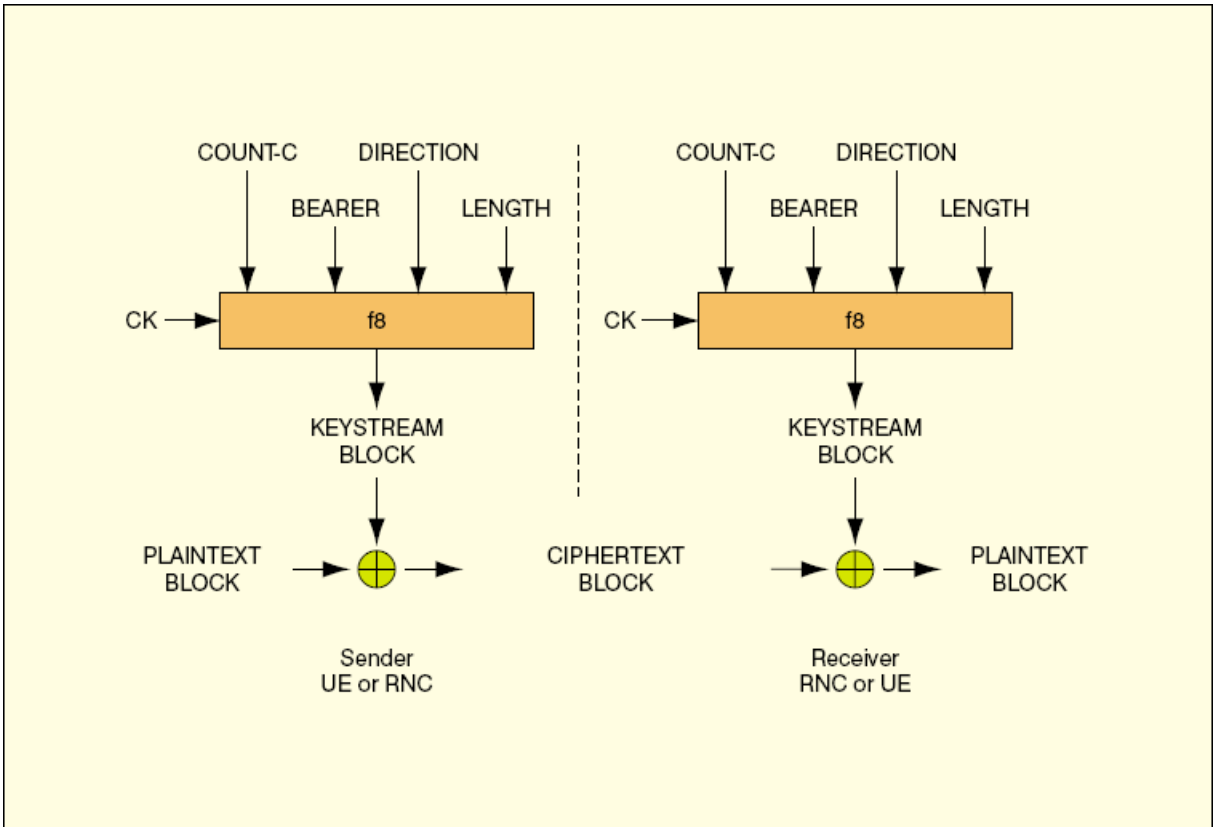 COUNT-C DIRECTION
BEARER LENGTH
CK
f8
KEYSTREAM
BLOCK
PLAINTEXT
BLOCK
Sender
UE or RNC
CIPHERTEXT
BLOCK
COUNT-C DIRECTION
BEARER LENGTH
CK
f8
KEYSTREAM
BLOCK
PLAINTEXT
BLOCK
Receiver
RNC or UE